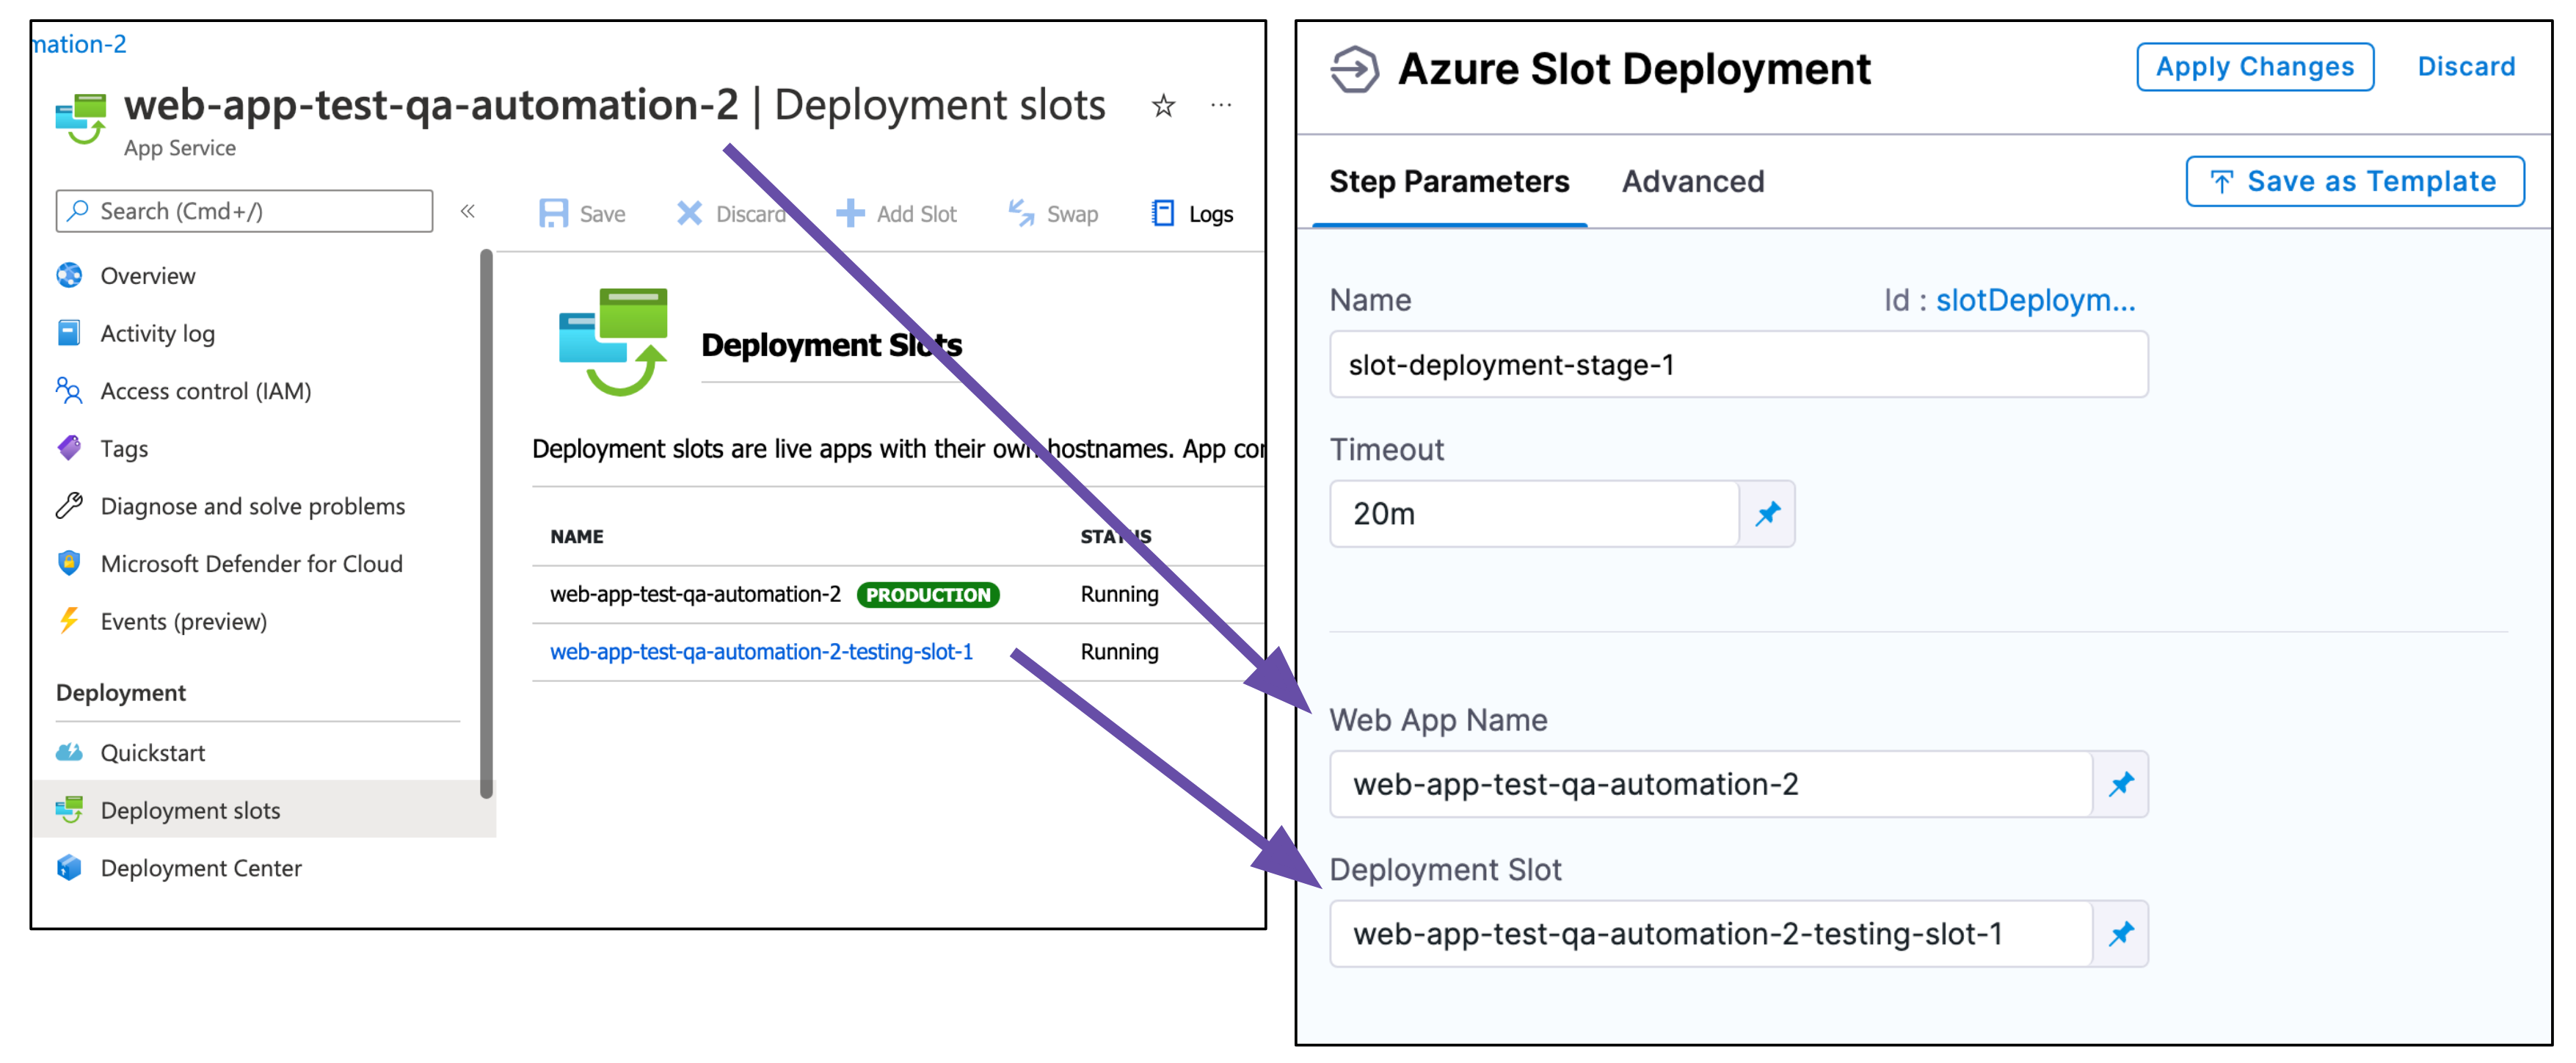 mation-2
web-app-test-qa-automation-2 | Deployment slots
App Service
Search (Cmd+/)
Save Discard Add Slot Swap Logs
Overview
Activity log
Access control (IAM)
Tags
Diagnose and solve problems
Microsoft Defender for Cloud
Events (preview)
Deployment
Quickstart
Deployment slots
Deployment Center
Deployment Slots
Deployment slots are live apps with their own hostnames. App cor
NAME STATUS
web-app-test-qa-automation-2 PRODUCTION Running
web-app-test-qa-automation-2-testing-slot-1 Running
Azure Slot Deployment
Apply Changes Discard
Step Parameters Advanced
Save as Template
Name Id : slotDeploym...
slot-deployment-stage-1
Timeout
20m
Web App Name
web-app-test-qa-automation-2
Deployment Slot
web-app-test-qa-automation-2-testing-slot-1